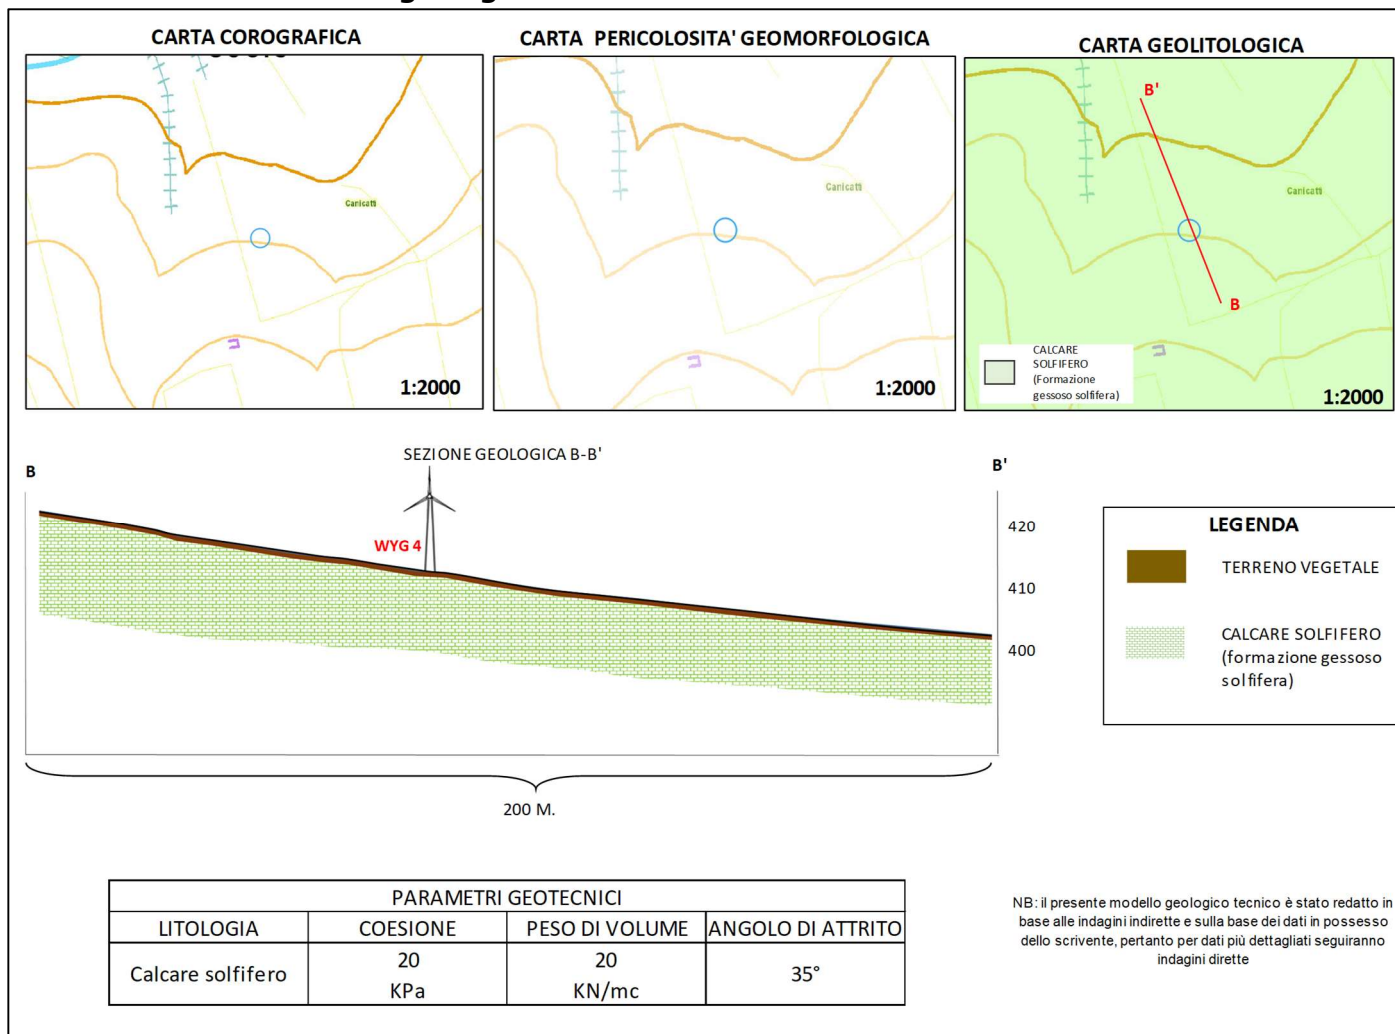 CARTA COROGRAFICA
CARTA PERICOLOSITA' GEOMORFOLOGICA
CARTA GEOLITOLOGICA
Canicatti
1:2000
Canicatti
1:2000
B'
Canicatti
B
CALCARE
SOLFIFERO
(Formazione
gessoso solfifera)
1:2000
SEZIONE GEOLOGICA B-B'
B
B'
WYG 4
420
410
400
200 M.
LEGENDA
TERRENO VEGETALE
CALCARE SOLFIFERO
(formazione gessoso
solfifera)
PARAMETRI GEOTECNICI
LITOLOGIA COESIONE PESO DI VOLUME ANGOLO DI ATTRITO
Calcare solfifero 20 KPa 20 KN/mc 35°
NB: il presente modello geologico tecnico è stato redatto in
base alle indagini indirette e sulla base dei dati in possesso
dello scrivente, pertanto per dati più dettagliati seguiranno
indagini dirette